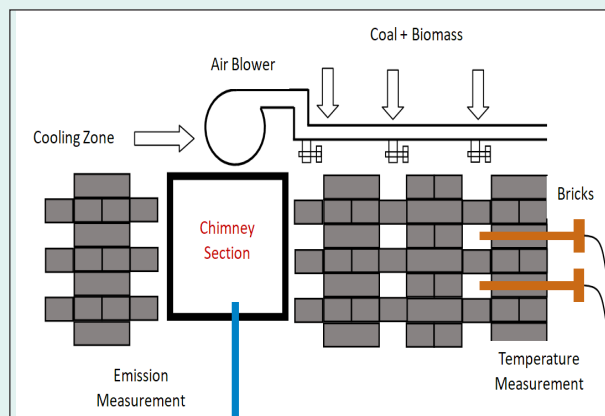 Coal + Biomass
Air Blower
Cooling Zone
Bricks
Chimney
Section
Temperature
Measurement
Emission
Measurement